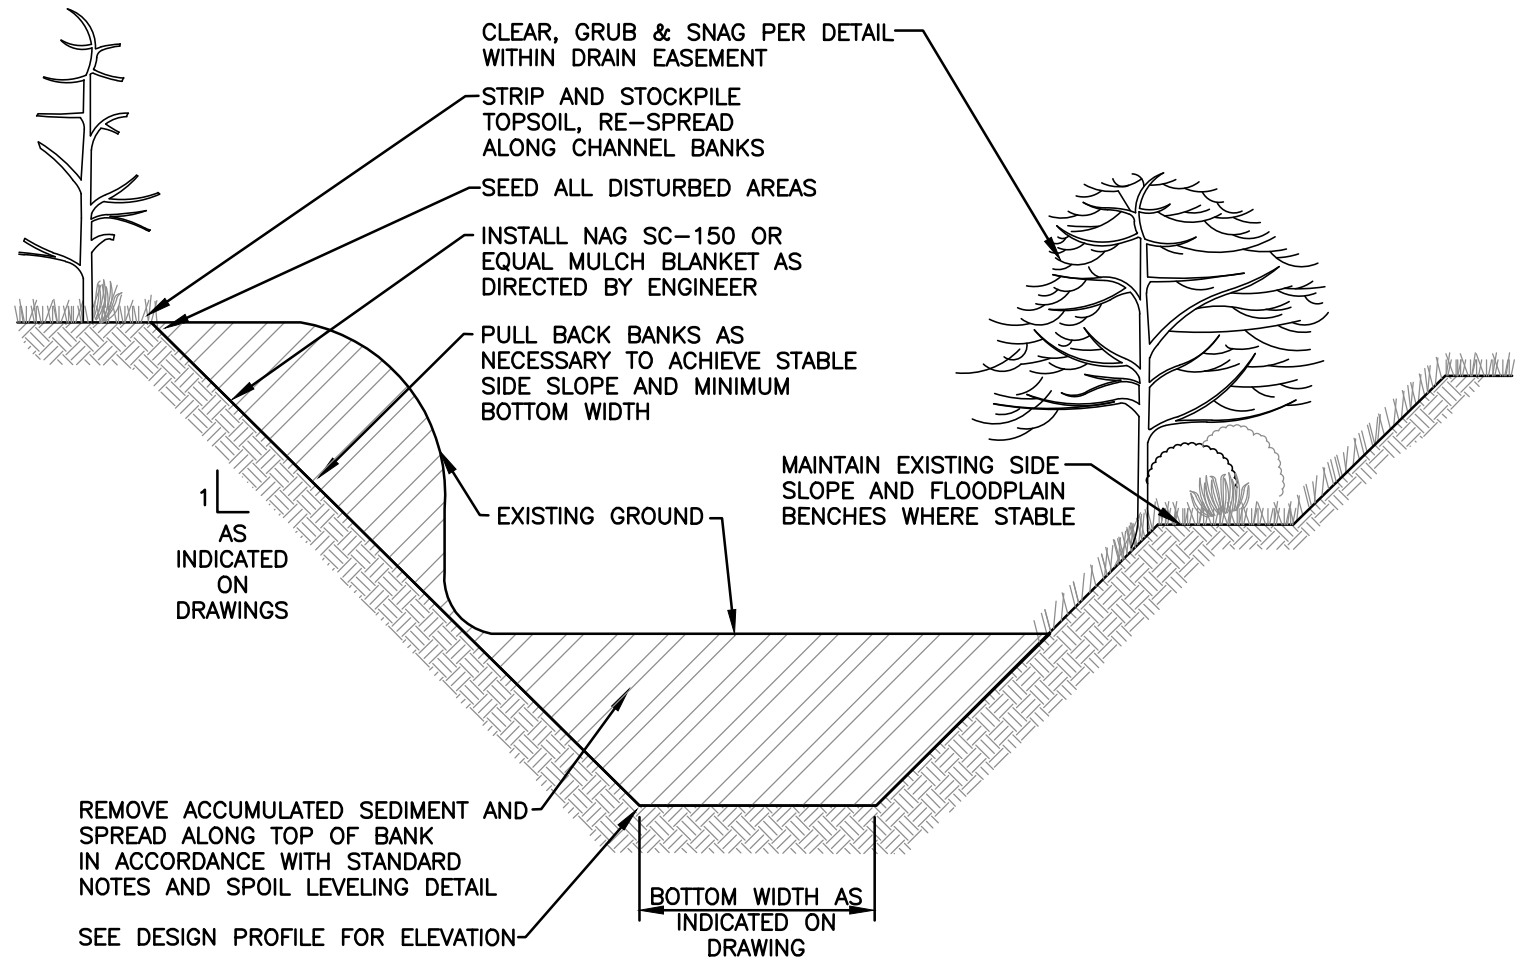 CLEAR, GRUB & SNAG PER DETAIL
WITHIN DRAIN EASEMENT
STRIP AND STOCKPILE
TOPSOIL, RE-SPREAD
ALONG CHANNEL BANKS
SEED ALL DISTURBED AREAS
INSTALL NAG SC-150 OR
EQUAL MULCH BLANKET AS
DIRECTED BY ENGINEER
PULL BACK BANKS AS
NECESSARY TO ACHIEVE STABLE
SIDE SLOPE AND MINIMUM
BOTTOM WIDTH
MAINTAIN EXISTING SIDE
SLOPE AND FLOODPLAIN
BENCHES WHERE STABLE
1
AS
INDICATED
ON
DRAWINGS
EXISTING GROUND
REMOVE ACCUMULATED SEDIMENT AND
SPREAD ALONG TOP OF BANK
IN ACCORDANCE WITH STANDARD
NOTES AND SPOIL LEVELING DETAIL
SEE DESIGN PROFILE FOR ELEVATION
BOTTOM WIDTH AS
INDICATED ON
DRAWING